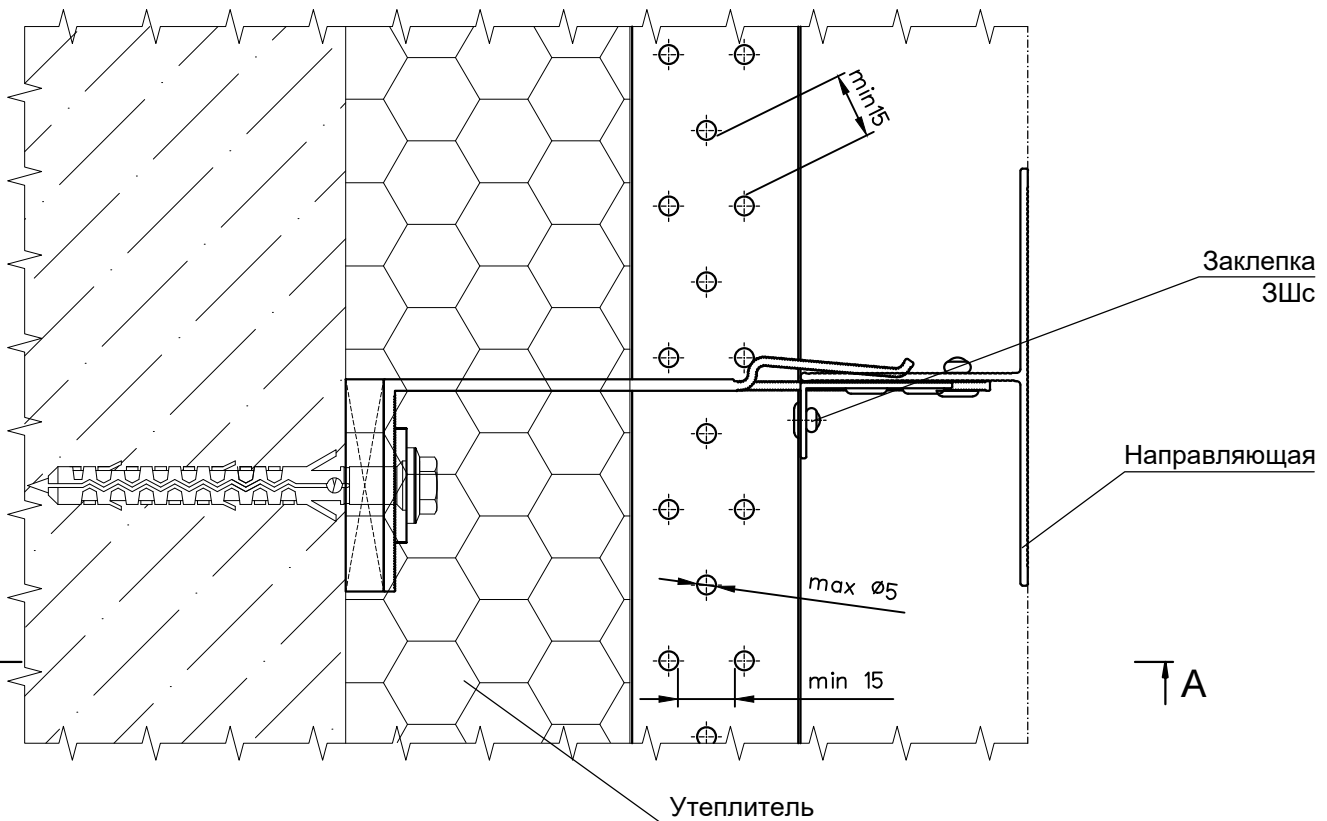 min15
Заклепка
ЗШс
Направляющая
max ø5
min 15
А
Утеплитель